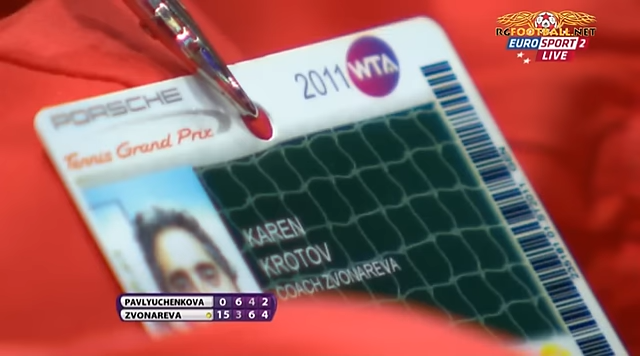 RGFOOTBALL.NET
EUROSPORT 2
LIVE
PORSCHE
Tennis Grand Prix
2011 WTA
KAREN
KROTOV
COACH ZVONAREVA
PAVLYUCHENKOVA 0 6 4 2
ZVONAREVA 15 3 6 4